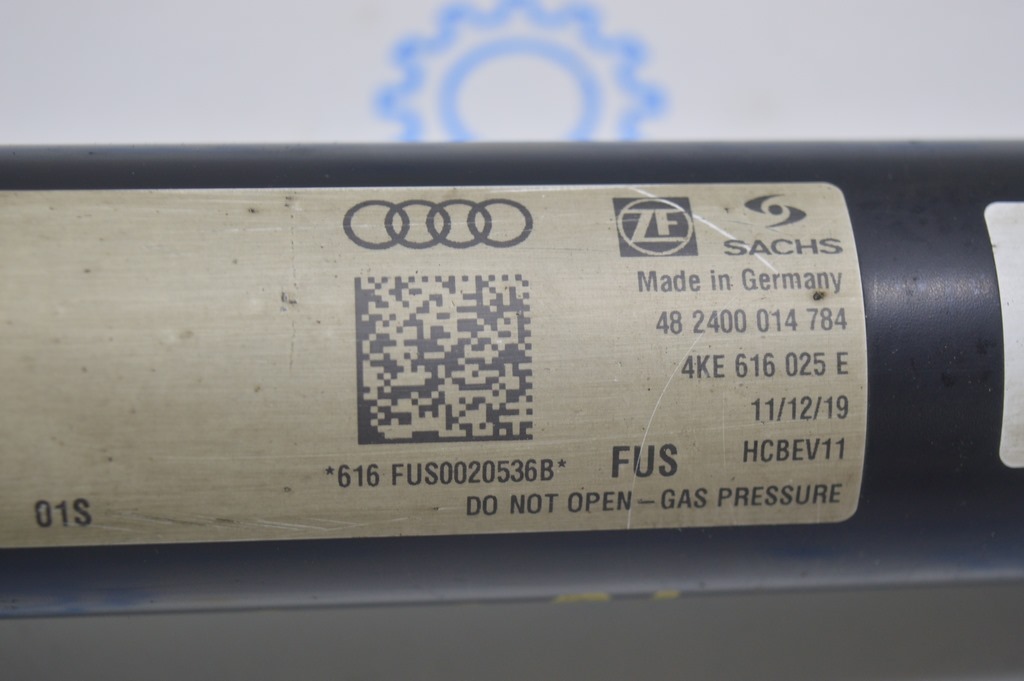 ZF
SACHS
Made in Germany
48 2400 014 784
4KE 616 025 E
11/12/19
HCBEV11
*616 FUS0020536B*
FUS
DO NOT OPEN – GAS PRESSURE
01S